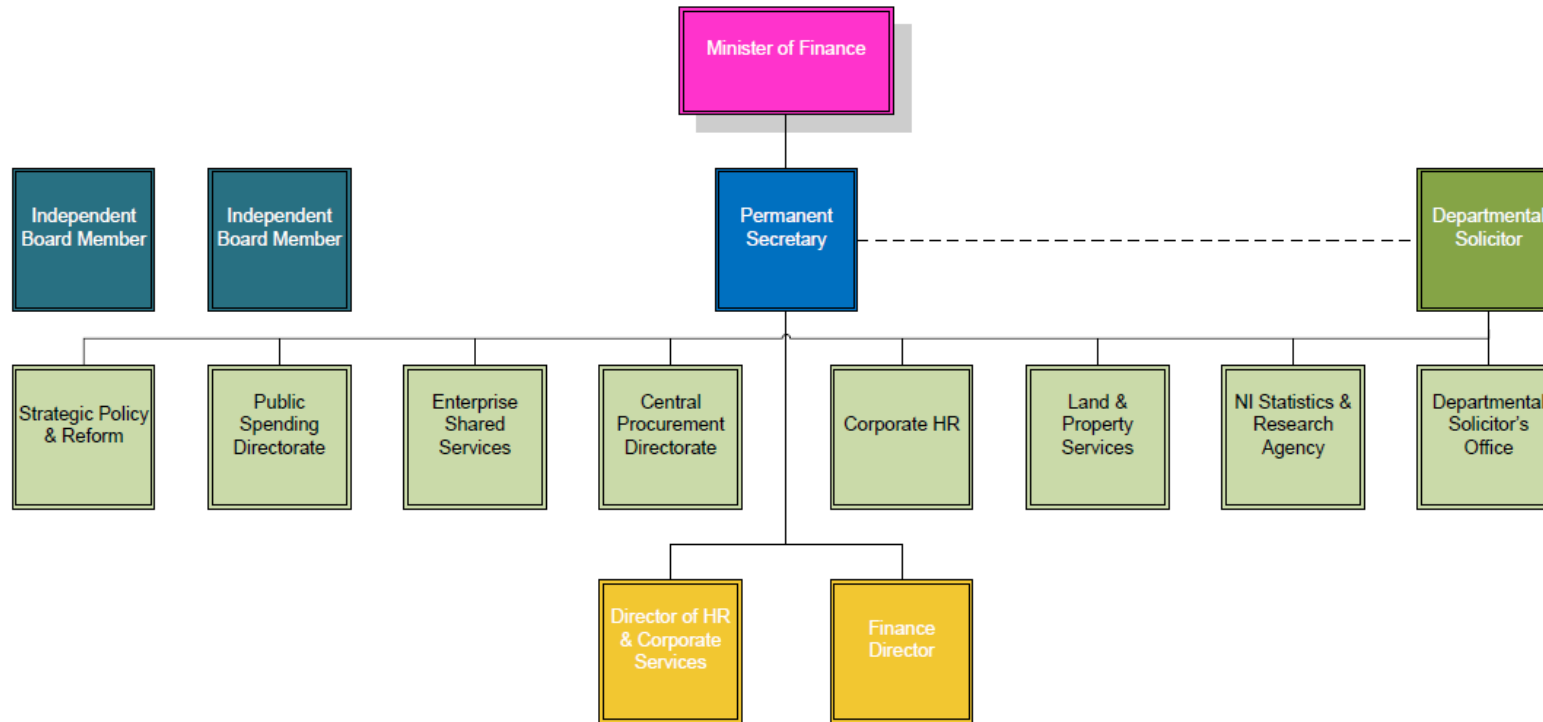 Minister of Finance
Independent
Board Member
Independent
Board Member
Permanent
Secretary
Departmental
Solicitor
Strategic Policy
& Reform
Public
Spending
Directorate
Enterprise
Shared
Services
Central
Procurement
Directorate
Corporate HR
Land &
Property
Services
NI Statistics &
Research
Agency
Departmental
Solicitor's
Office
Director of HR
& Corporate
Services
Finance
Director